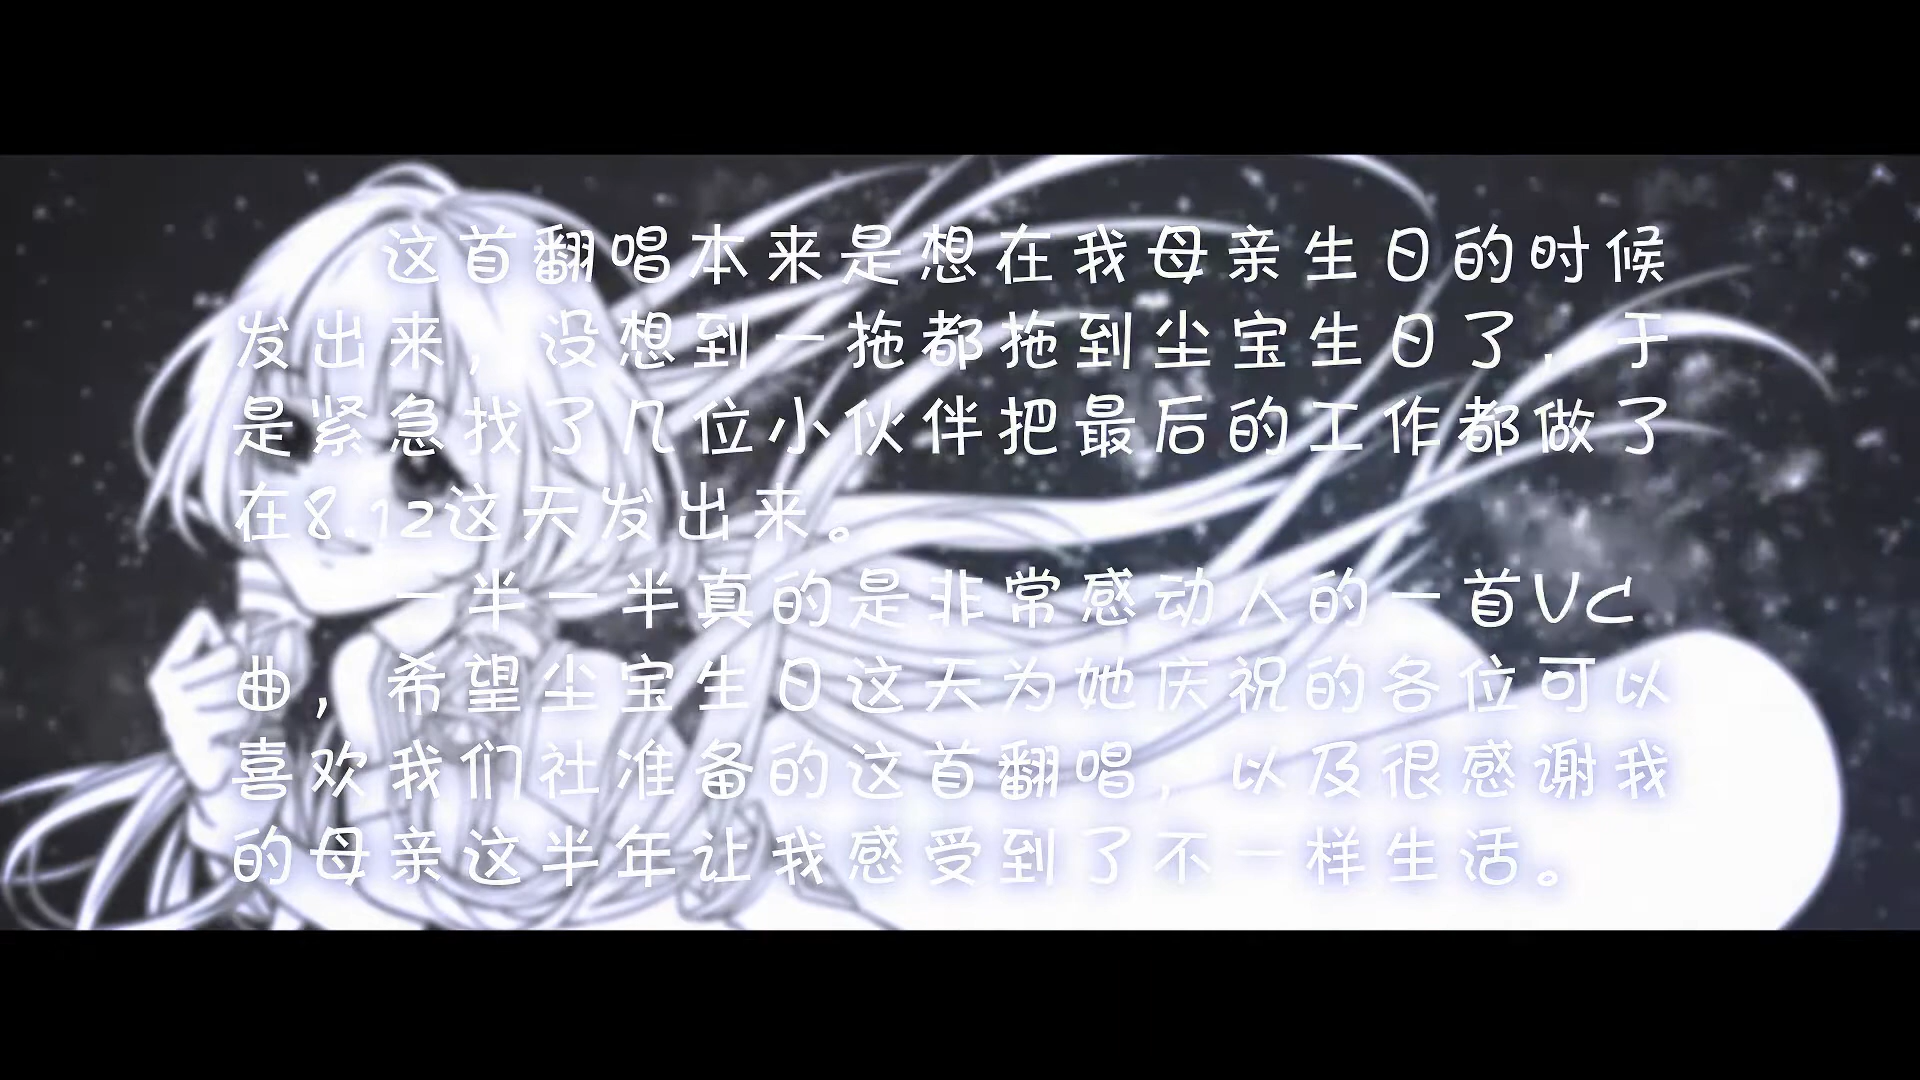 这首翻唱本来是想在我母亲生日的时候
发出来，没想到一拖都拖到尘宝生日了，于
是紧急找了几位小伙伴把最后的工作都做了
在8.12这天发出来。
一半一半真的是非常感动人的一首VC
曲，希望尘宝生日这天为她庆祝的各位可以
喜欢我们社准备的这首翻唱，以及很感谢我
的母亲这半年让我感受到了不一样生活。